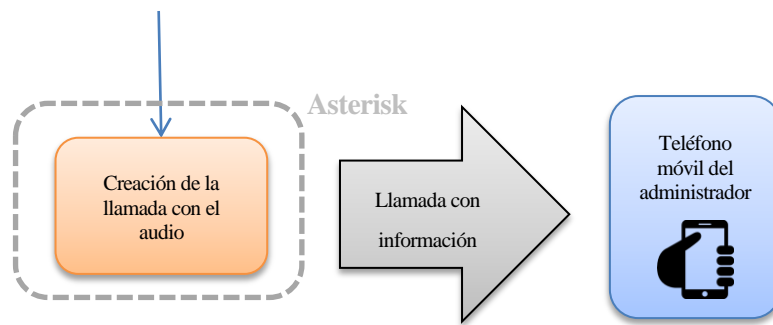 Asterisk
Creación de la
llamada con el
audio
Llamada con
información
Teléfono
móvil del
administrador